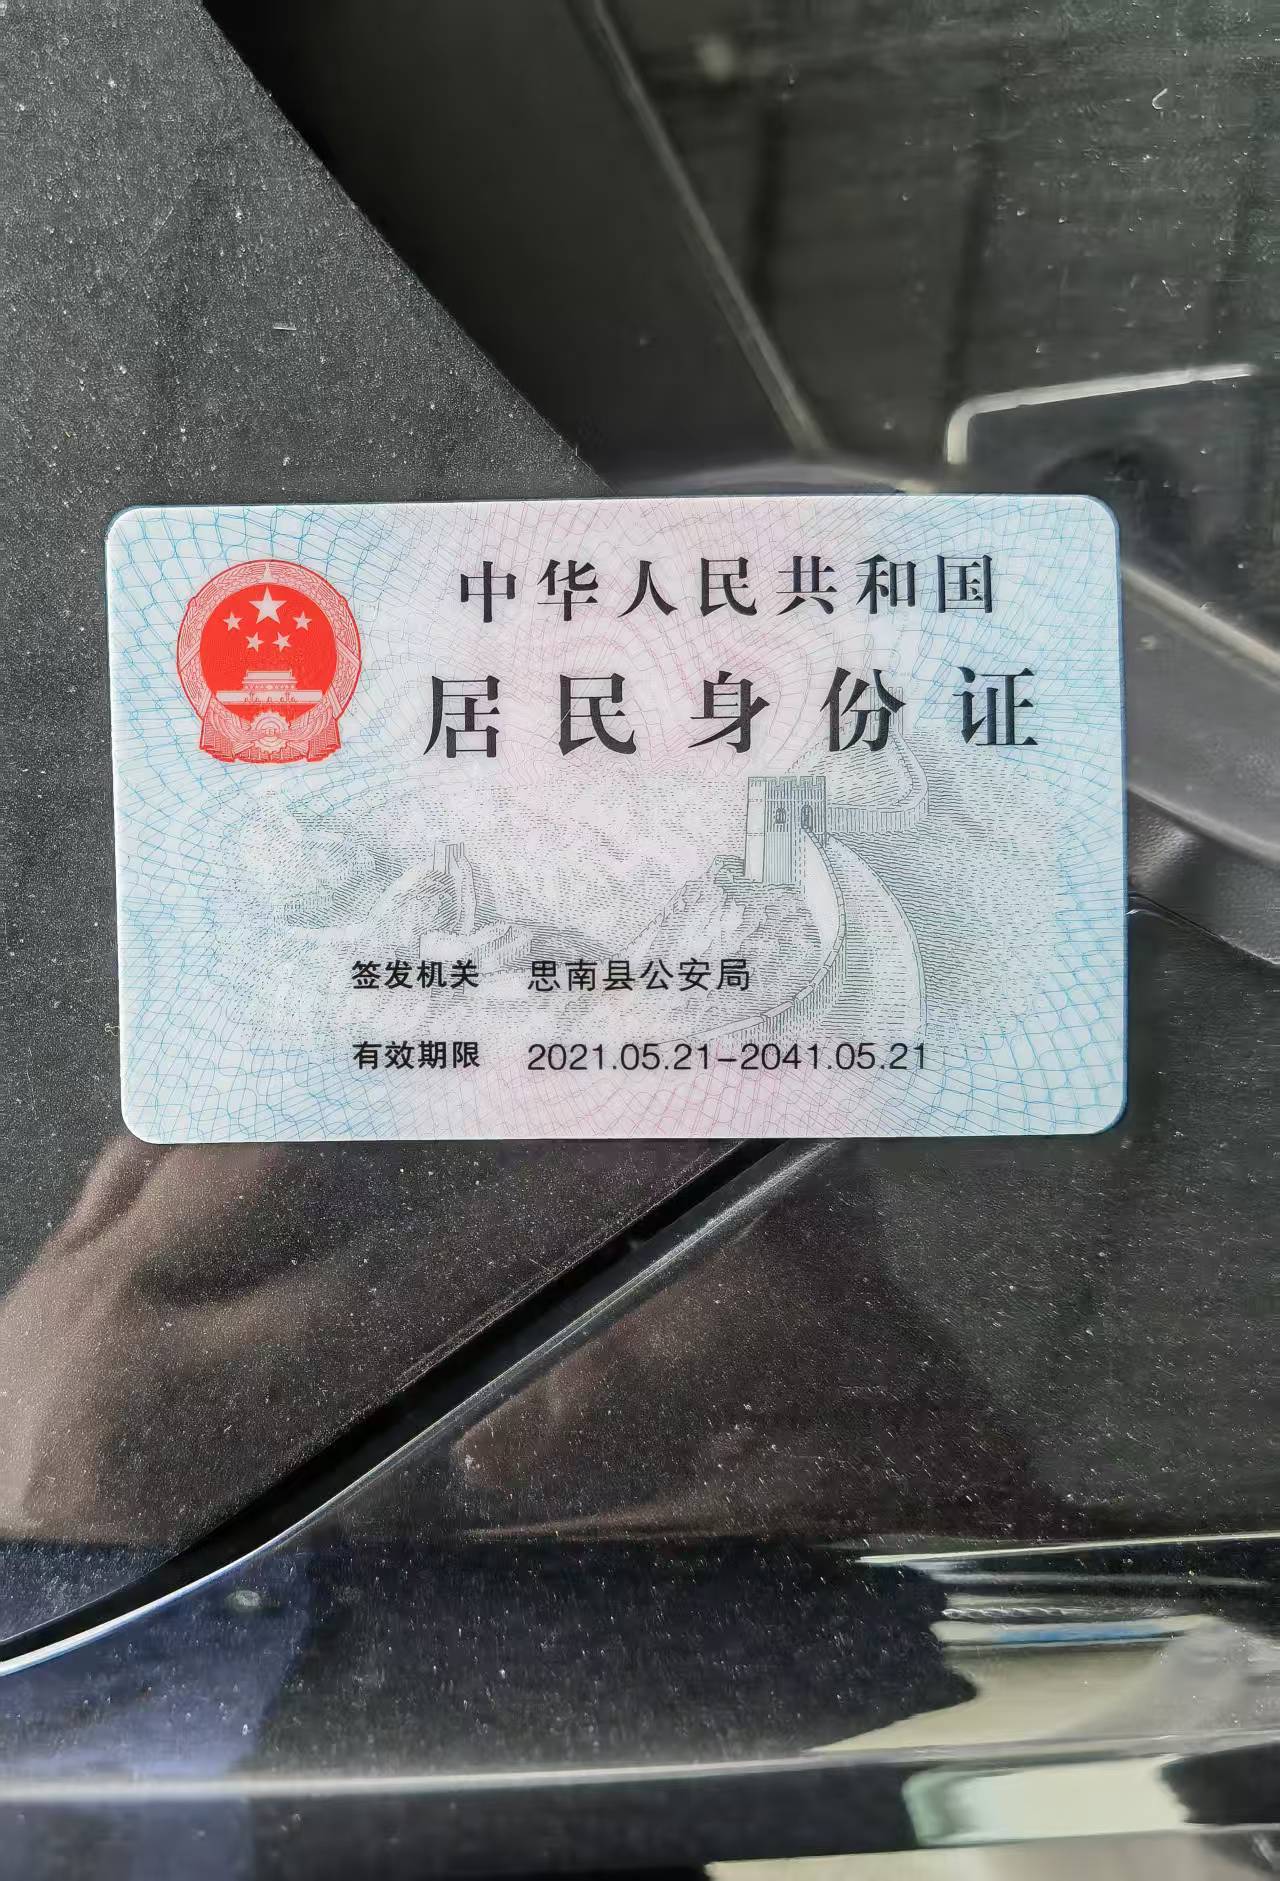 中华人民共和国
居民身份证
签发机关 思南县公安局
有效期限 2021.05.21-2041.05.21